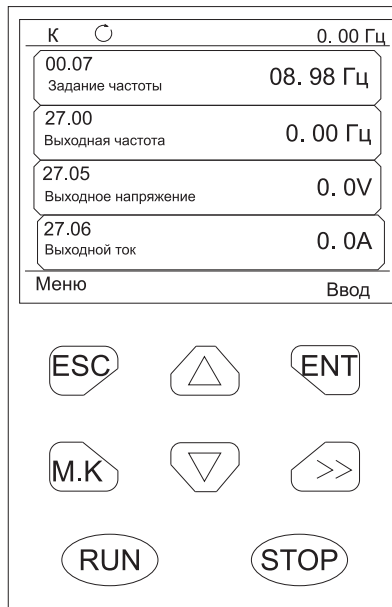 К 0. 00 Гц
00.07
Задание частоты 08. 98 Гц
27.00
Выходная частота 0. 00 Гц
27.05
Выходное напряжение 0. 0V
27.06
Выходной ток 0. 0A
Меню Ввод
ESC ENT
M.K >>
RUN STOP